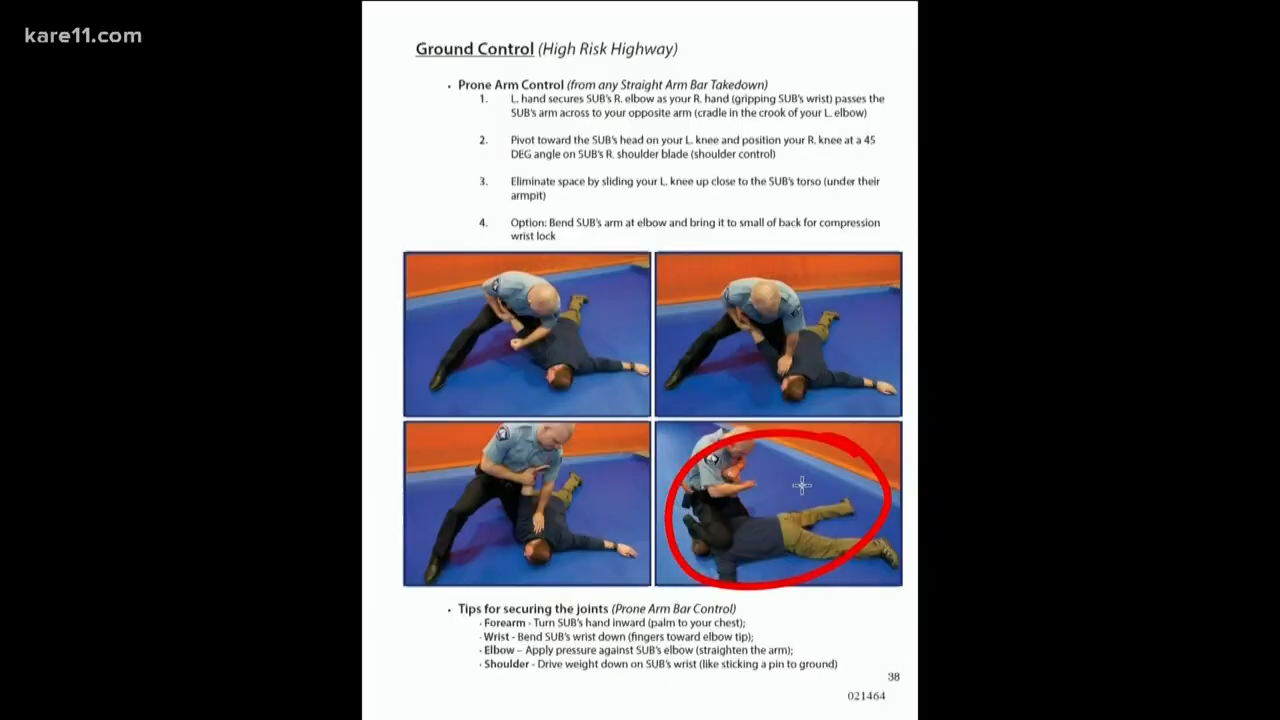 kare11.com
Ground Control (High Risk Highway)
• Prone Arm Control (from any Straight Arm Bar Takedown)
1. L. hand secures SUB's R. elbow as your R. hand (gripping SUB's wrist) passes the
SUB's arm across to your opposite arm (cradle in the crook of your L. elbow)
2. Pivot toward the SUB's head on your L. knee and position your R. knee at a 45
DEG angle on SUB's R. shoulder blade (shoulder control)
3. Eliminate space by sliding your L. knee up close to the SUB's torso (under their
armpit)
4. Option: Bend SUB's arm at elbow and bring it to small of back for compression
wrist lock
• Tips for securing the joints (Prone Arm Bar Control)
· Forearm - Turn SUB's hand inward (palm to your chest);
· Wrist - Bend SUB's wrist down (fingers toward elbow tip);
· Elbow – Apply pressure against SUB's elbow (straighten the arm);
· Shoulder - Drive weight down on SUB's wrist (like sticking a pin to ground)
38
021464